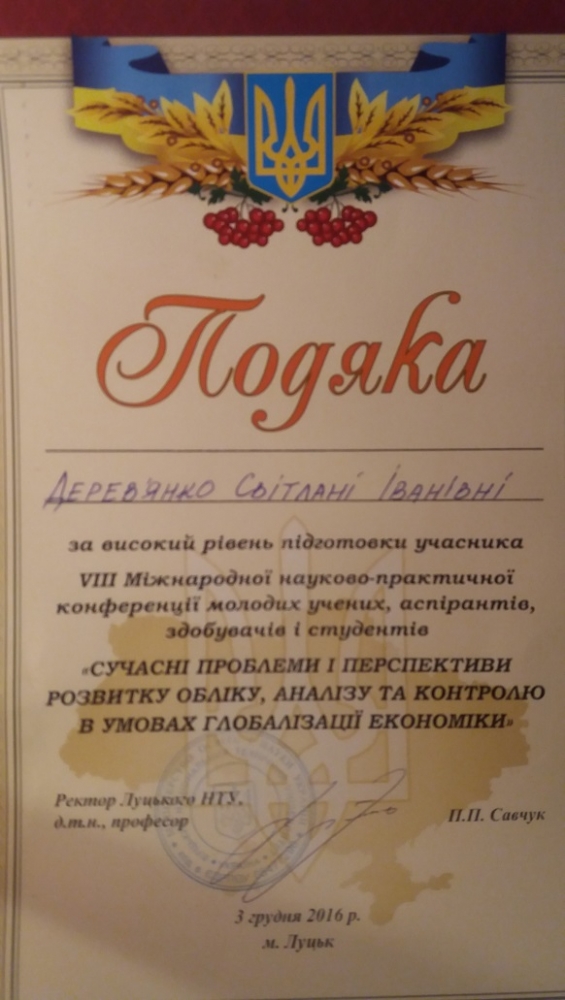 Подяка
Дерев'янко Світлані Іванівні
за високий рівень підготовки учасника
VIII Міжнародної науково-практичної
конференції молодих учених, аспірантів,
здобувачів і студентів
«СУЧАСНІ ПРОБЛЕМИ І ПЕРСПЕКТИВИ
РОЗВИТКУ ОБЛІКУ, АНАЛІЗУ ТА КОНТРОЛЮ
В УМОВАХ ГЛОБАЛІЗАЦІЇ ЕКОНОМІКИ»
Ректор Луцького НТУ,
д.т.н., професор
П.П. Савчук
3 грудня 2016 р.
м. Луцьк